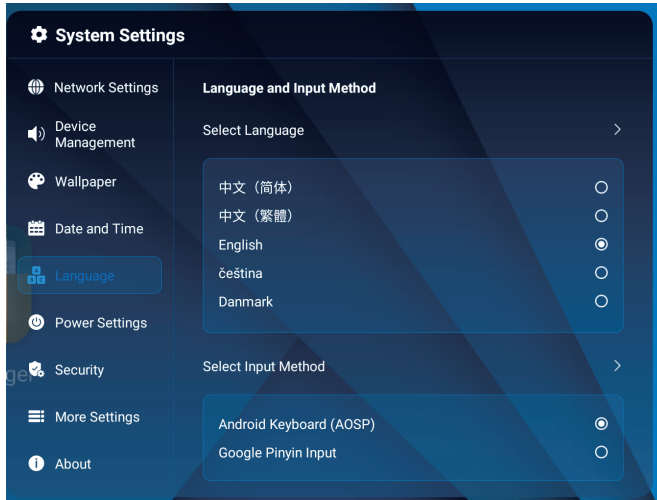 System Settings
Network Settings
Device
Management
Wallpaper
Date and Time
Language
Power Settings
Security
More Settings
About
Language and Input Method
Select Language
中文（简体）
中文（繁體）
English
čeština
Danmark
Select Input Method
Android Keyboard (AOSP)
Google Pinyin Input